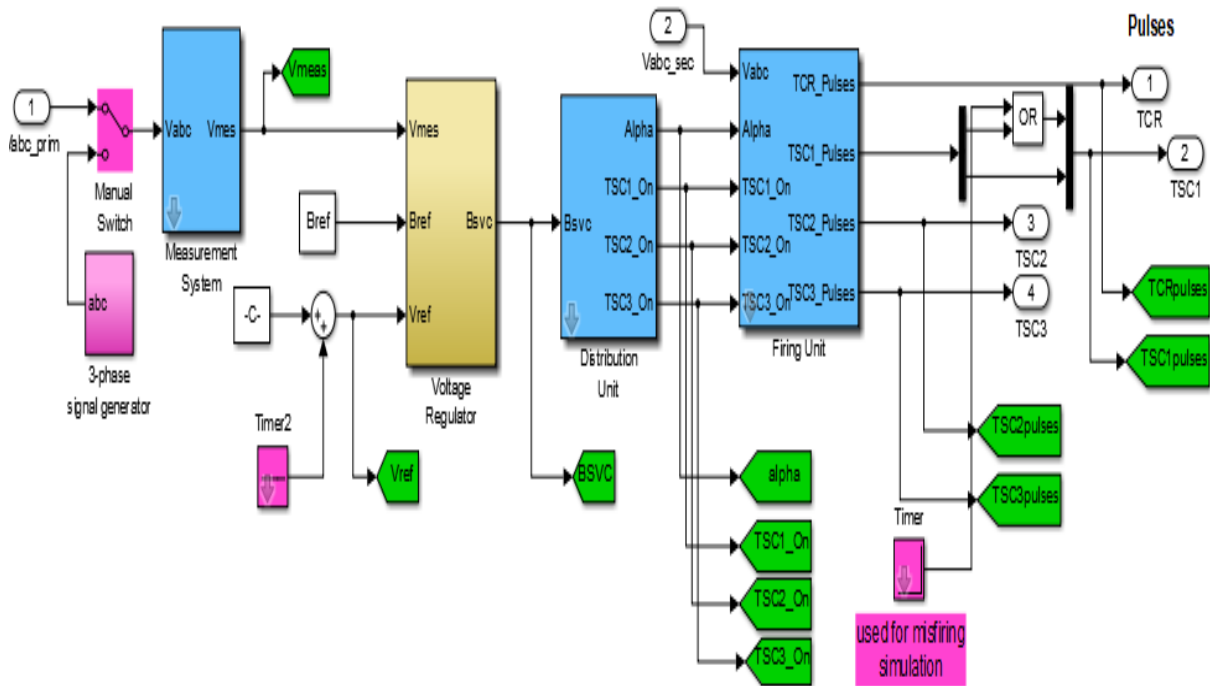 Pulses
1
/abc_prim
Manual
Switch
abc
3-phase
signal generator
Vabc
Vmes
Measurement
System
Vmeas
Bref
-C-
+
+
Timer2
Vref
Vmes
Bref
Vref
Bsvc
Voltage
Regulator
BSVC
Bsvc
Alpha
TSC1_On
TSC2_On
TSC3_On
Distribution
Unit
2
Vabc_sec
Vabc
Alpha
TSC1_On
TSC2_On
TSC3_On
TCR_Pulses
TSC1_Pulses
TSC2_Pulses
TSC3_Pulses
Firing Unit
OR
1
TCR
2
TSC1
3
TSC2
4
TSC3
TCRpulses
TSC1pulses
TSC2pulses
TSC3pulses
alpha
TSC1_On
TSC2_On
TSC3_On
Timer
used for misfiring
simulation